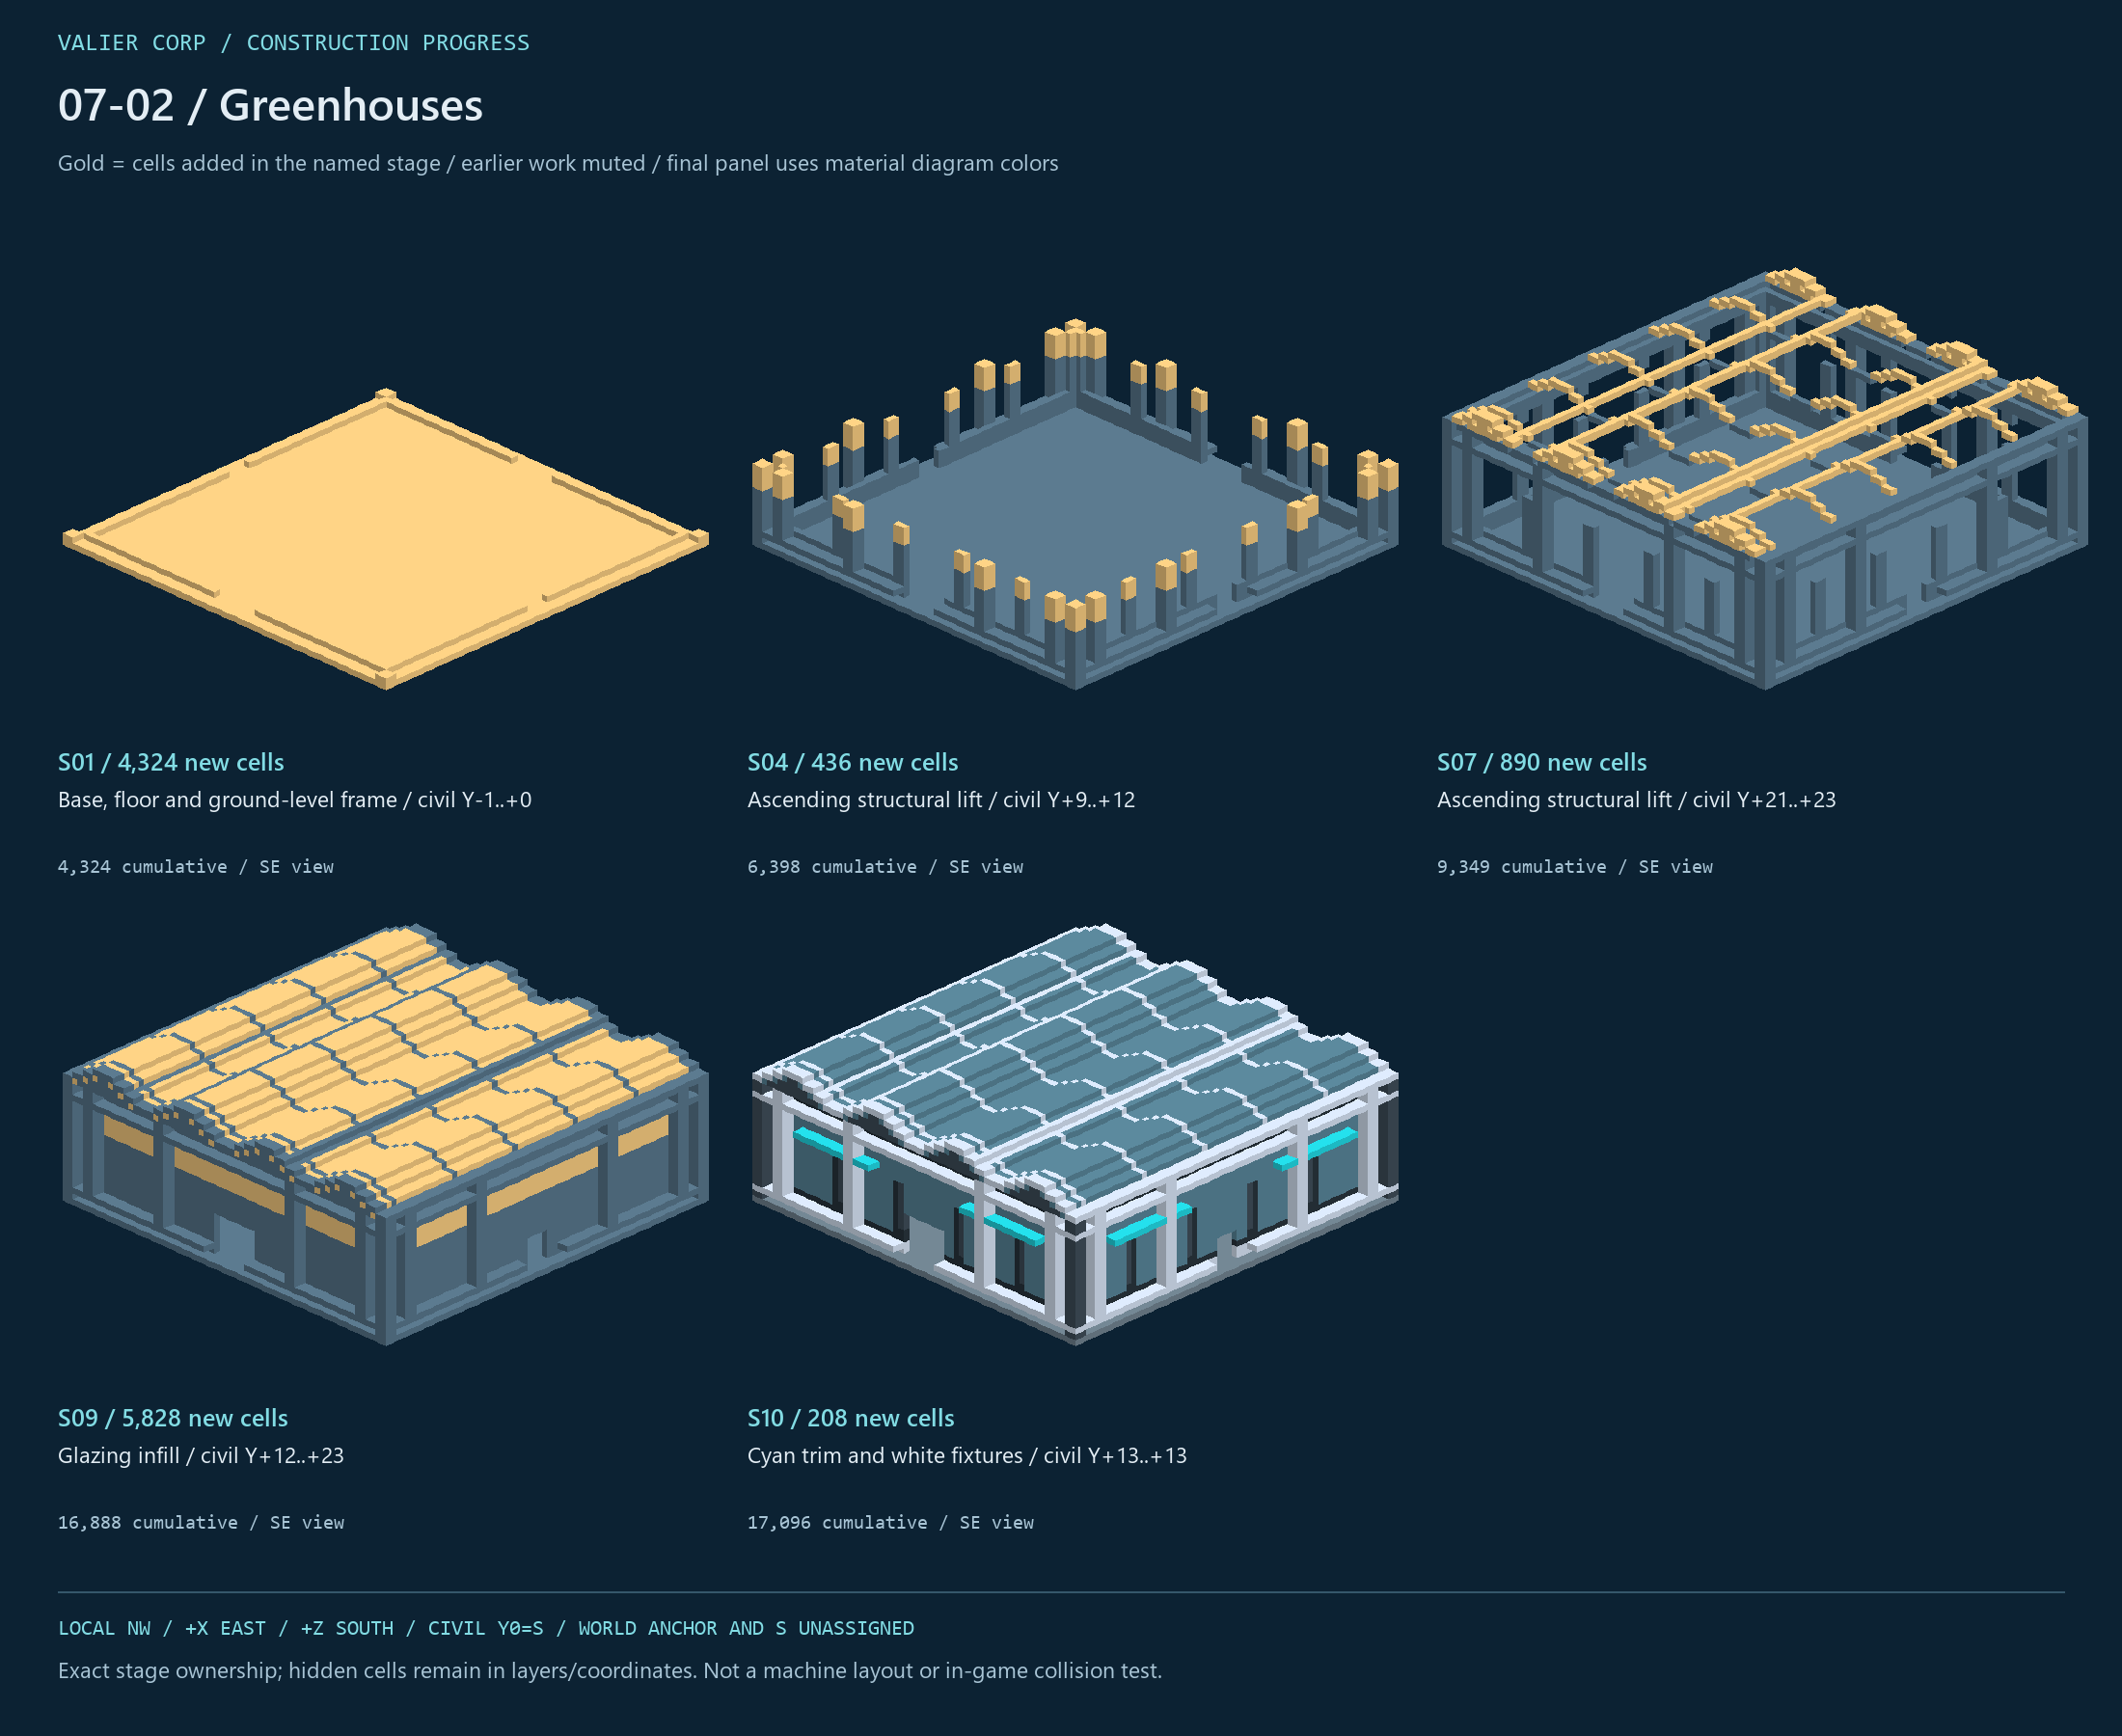 VALIER CORP / CONSTRUCTION PROGRESS
07-02 / Greenhouses
Gold = cells added in the named stage / earlier work muted / final panel uses material diagram colors
S01 / 4,324 new cells
Base, floor and ground-level frame / civil Y-1..+0
4,324 cumulative / SE view
S04 / 436 new cells
Ascending structural lift / civil Y+9..+12
6,398 cumulative / SE view
S07 / 890 new cells
Ascending structural lift / civil Y+21..+23
9,349 cumulative / SE view
S09 / 5,828 new cells
Glazing infill / civil Y+12..+23
16,888 cumulative / SE view
S10 / 208 new cells
Cyan trim and white fixtures / civil Y+13..+13
17,096 cumulative / SE view
LOCAL NW / +X EAST / +Z SOUTH / CIVIL Y0=S / WORLD ANCHOR AND S UNASSIGNED
Exact stage ownership; hidden cells remain in layers/coordinates. Not a machine layout or in-game collision test.